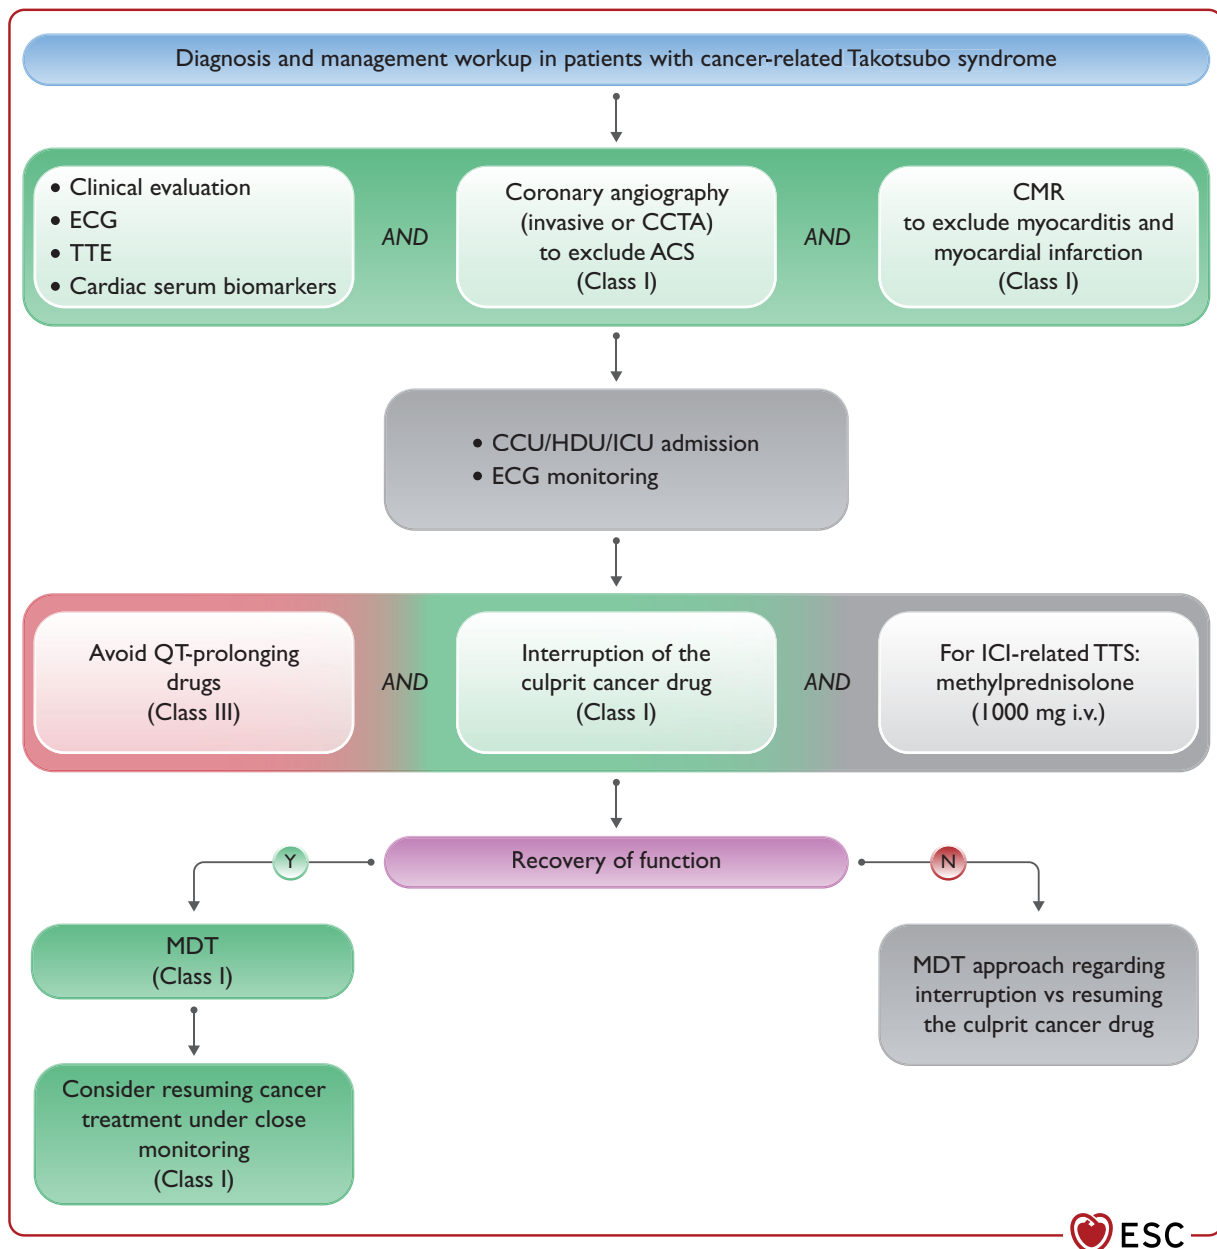 Diagnosis and management workup in patients with cancer-related Takotsubo syndrome
• Clinical evaluation
• ECG
• TTE
• Cardiac serum biomarkers
AND
Coronary angiography
(invasive or CCTA)
to exclude ACS
(Class I)
AND
CMR
to exclude myocarditis and
myocardial infarction
(Class I)
• CCU/HDU/ICU admission
• ECG monitoring
Avoid QT-prolonging
drugs
(Class III)
AND
Interruption of the
culprit cancer drug
(Class I)
AND
For ICI-related TTS:
methylprednisolone
(1000 mg i.v.)
Recovery of function
Y
N
MDT
(Class I)
MDT approach regarding
interruption vs resuming
the culprit cancer drug
Consider resuming cancer
treatment under close
monitoring
(Class I)
ESC